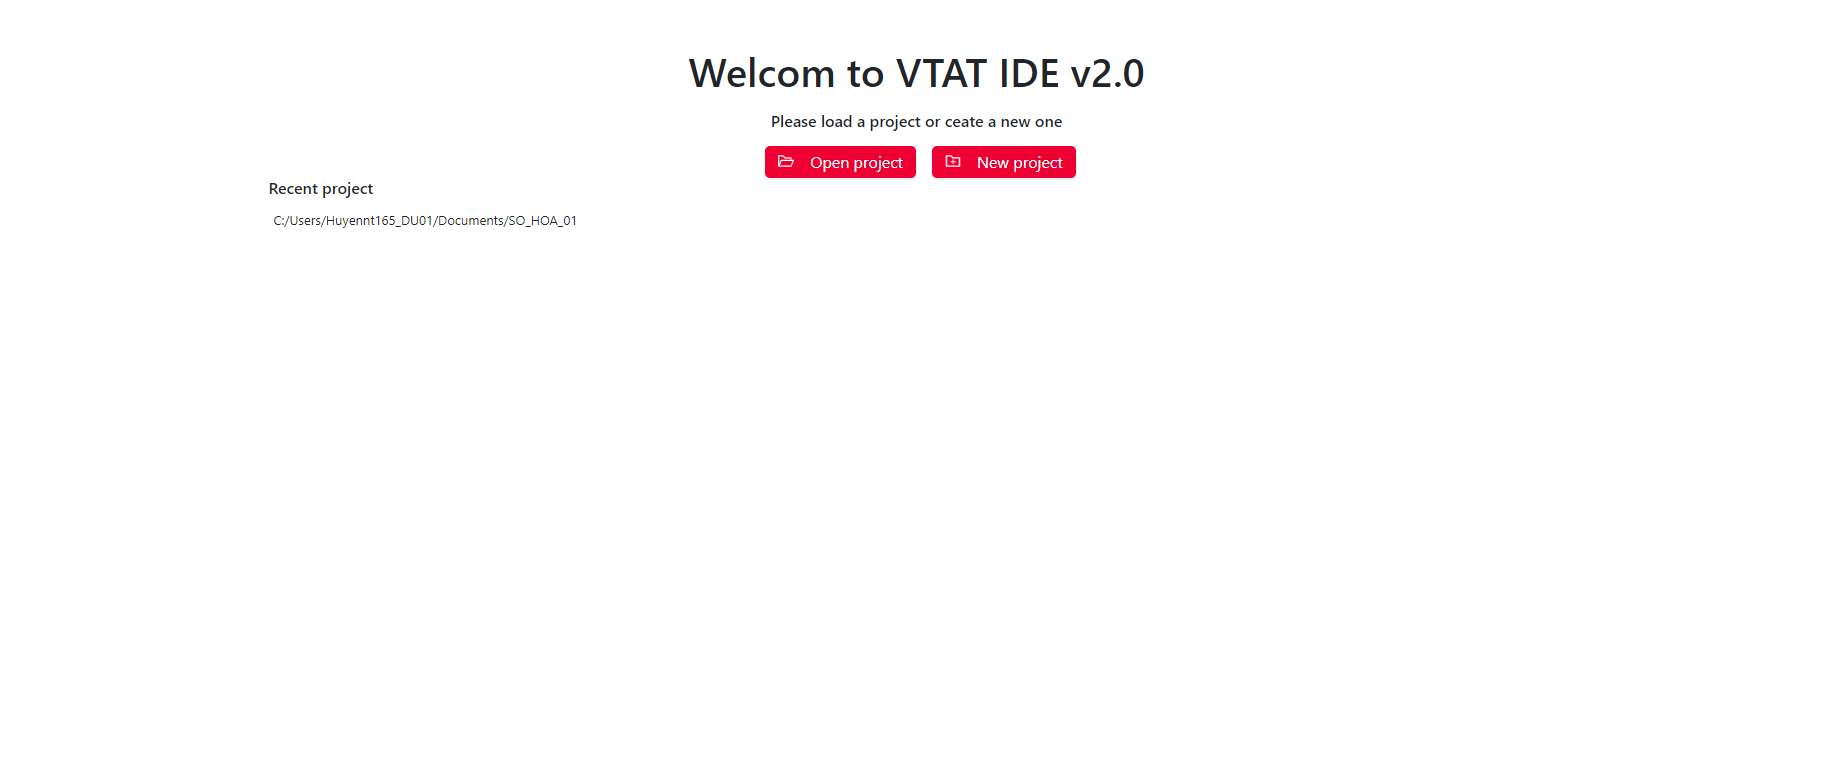 Welcom to VTAT IDE v2.0
Please load a project or ceate a new one
Open project
New project
Recent project
C:/Users/Huyennt165_DU01/Documents/SO_HOA_01